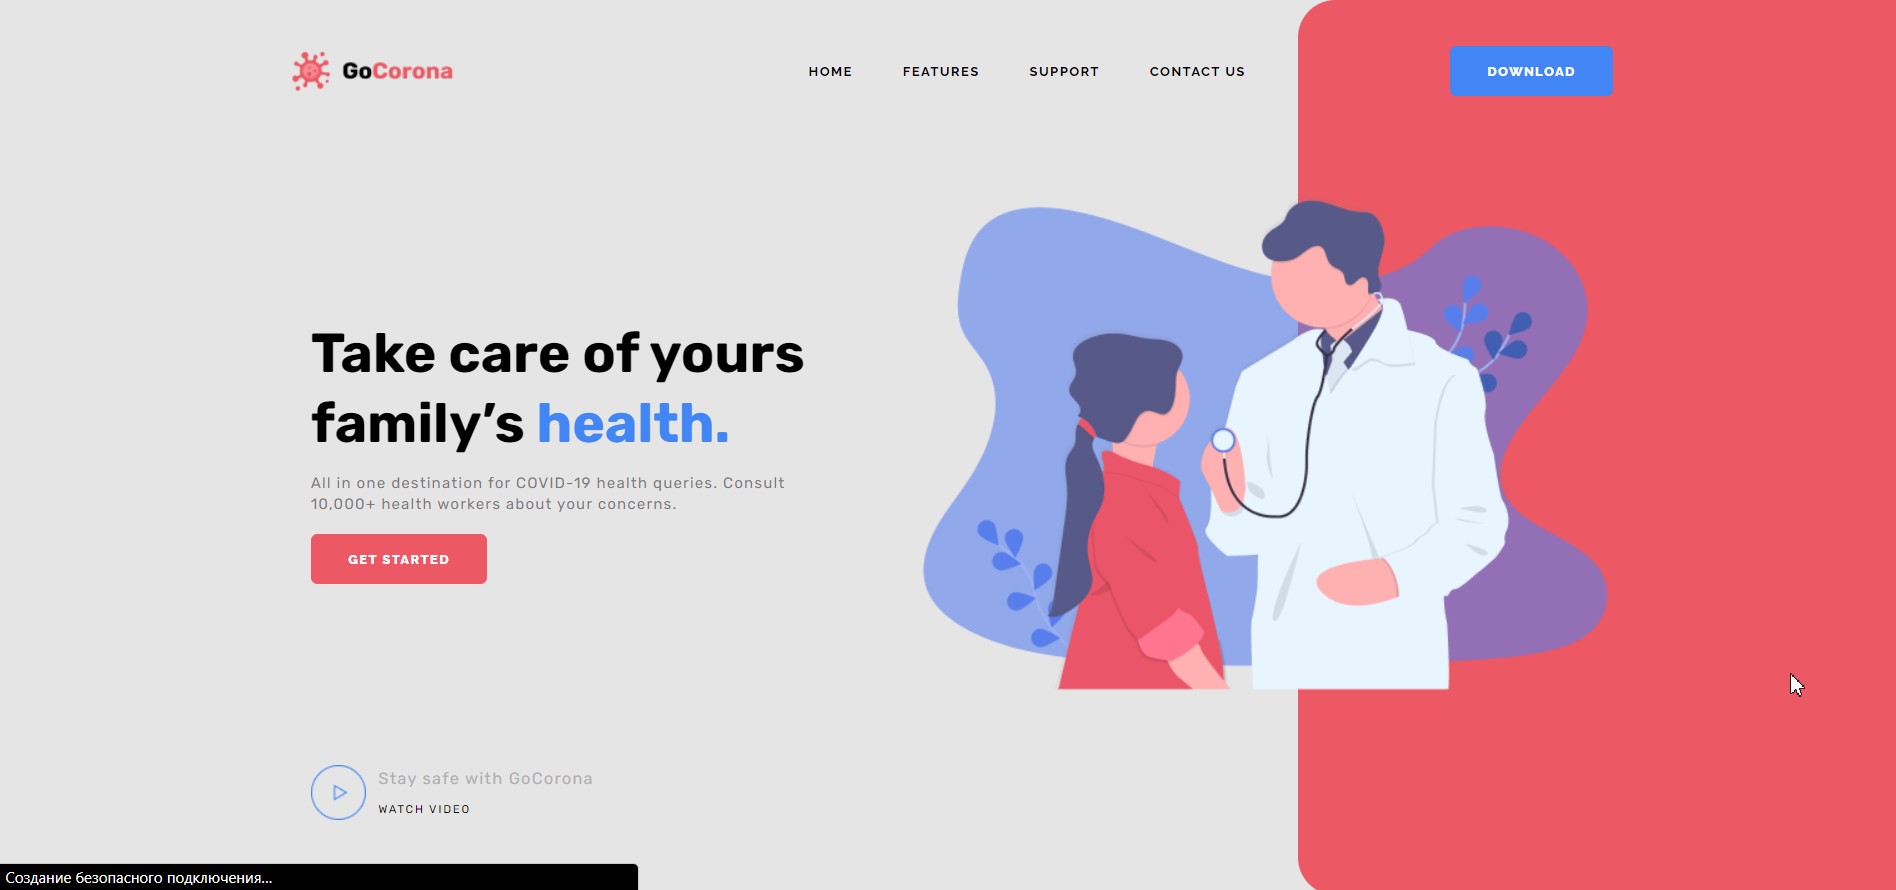 GoCorona
HOME
FEATURES
SUPPORT
CONTACT US
DOWNLOAD
Take care of yours
family’s health.
All in one destination for COVID-19 health queries. Consult
10,000+ health workers about your concerns.
GET STARTED
Stay safe with GoCorona
WATCH VIDEO
Создание безопасного подключения...